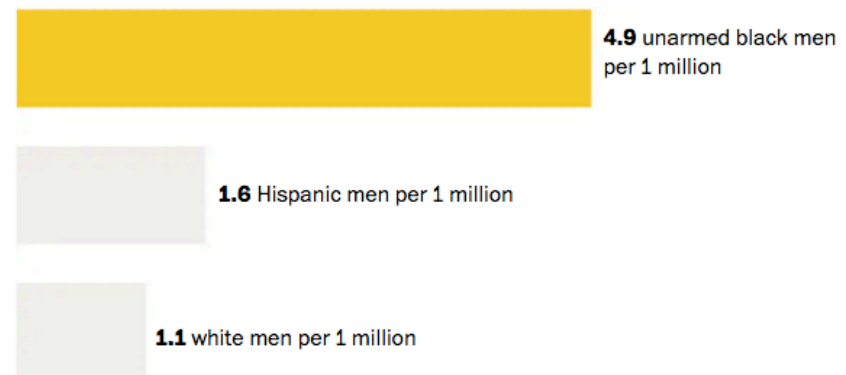 4.9 unarmed black men
per 1 million
1.6 Hispanic men per 1 million
1.1 white men per 1 million